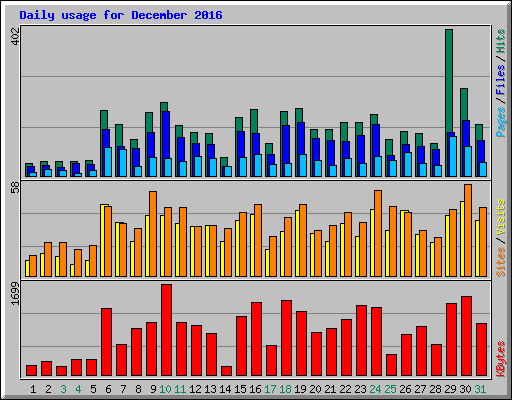 Daily usage for December 2016
402
Pages / Files / Hits
58
Sites / Visits
1699
KBytes
1 2 3 4 5 6 7 8 9 10 11 12 13 14 15 16 17 18 19 20 21 22 23 24 25 26 27 28 29 30 31